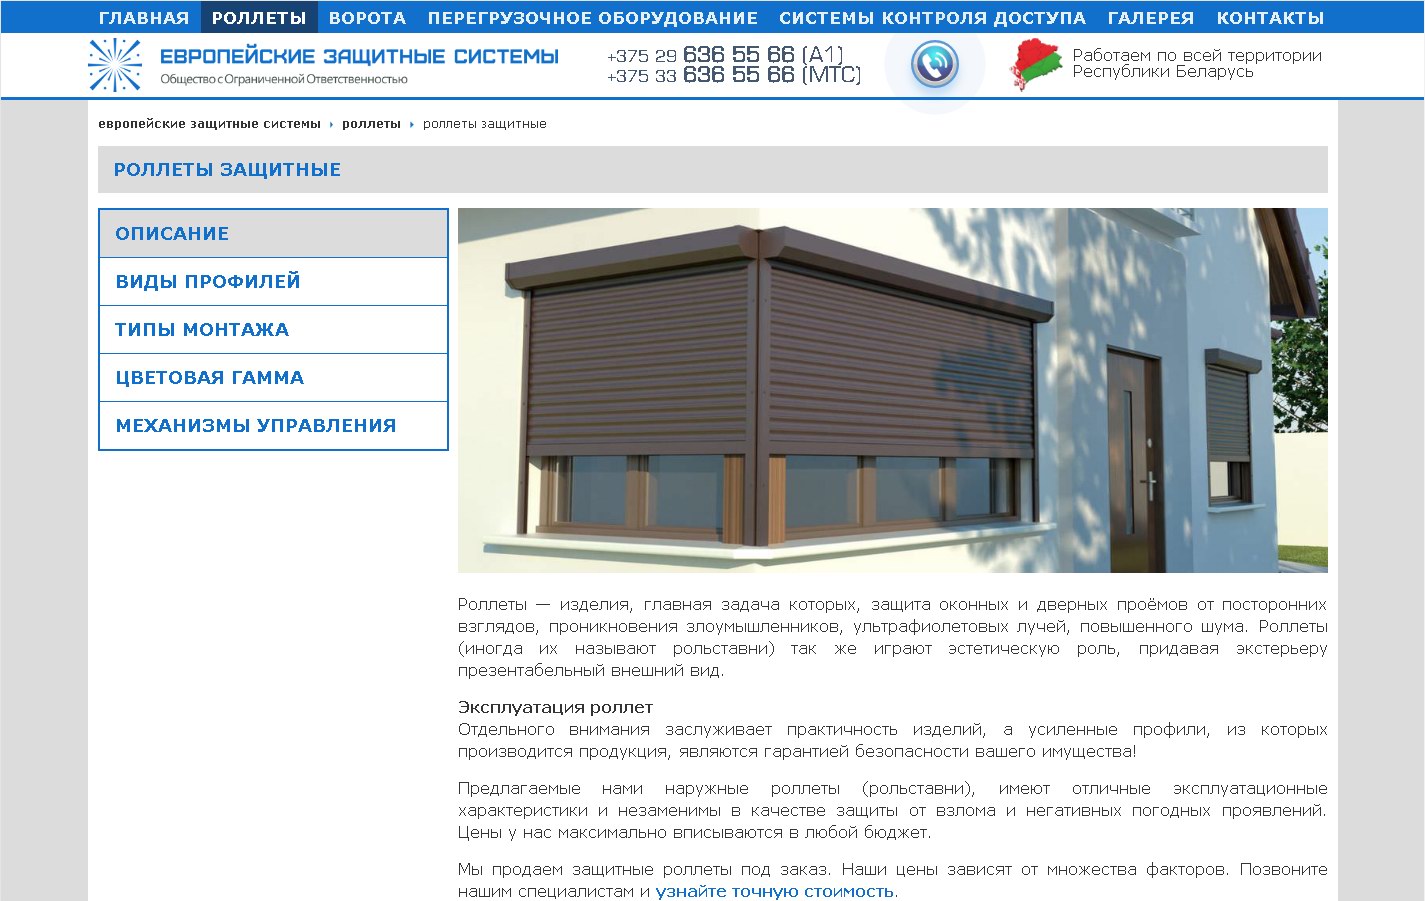 ГЛАВНАЯ РОЛЛЕТЫ ВОРОТА ПЕРЕГРУЗОЧНОЕ ОБОРУДОВАНИЕ СИСТЕМЫ КОНТРОЛЯ ДОСТУПА ГАЛЕРЕЯ КОНТАКТЫ
ЕВРОПЕЙСКИЕ ЗАЩИТНЫЕ СИСТЕМЫ
Общество с Ограниченной Ответственностью
+375 29 636 55 66 (А1)
+375 33 636 55 66 (МТС)
Работаем по всей территории
Республики Беларусь
европейские защитные системы роллеты роллеты защитные
РОЛЛЕТЫ ЗАЩИТНЫЕ
ОПИСАНИЕ
ВИДЫ ПРОФИЛЕЙ
ТИПЫ МОНТАЖА
ЦВЕТОВАЯ ГАММА
МЕХАНИЗМЫ УПРАВЛЕНИЯ
Роллеты — изделия, главная задача которых, защита оконных и дверных проёмов от посторонних
взглядов, проникновения злоумышленников, ультрафиолетовых лучей, повышенного шума. Роллеты
(иногда их называют рольставни) так же играют эстетическую роль, придавая экстерьеру
презентабельный внешний вид.
Эксплуатация роллет
Отдельного внимания заслуживает практичность изделий, а усиленные профили, из которых
производится продукция, являются гарантией безопасности вашего имущества!
Предлагаемые нами наружные роллеты (рольставни), имеют отличные эксплуатационные
характеристики и незаменимы в качестве защиты от взлома и негативных погодных проявлений.
Цены у нас максимально вписываются в любой бюджет.
Мы продаем защитные роллеты под заказ. Наши цены зависят от множества факторов. Позвоните
нашим специалистам и узнайте точную стоимость.